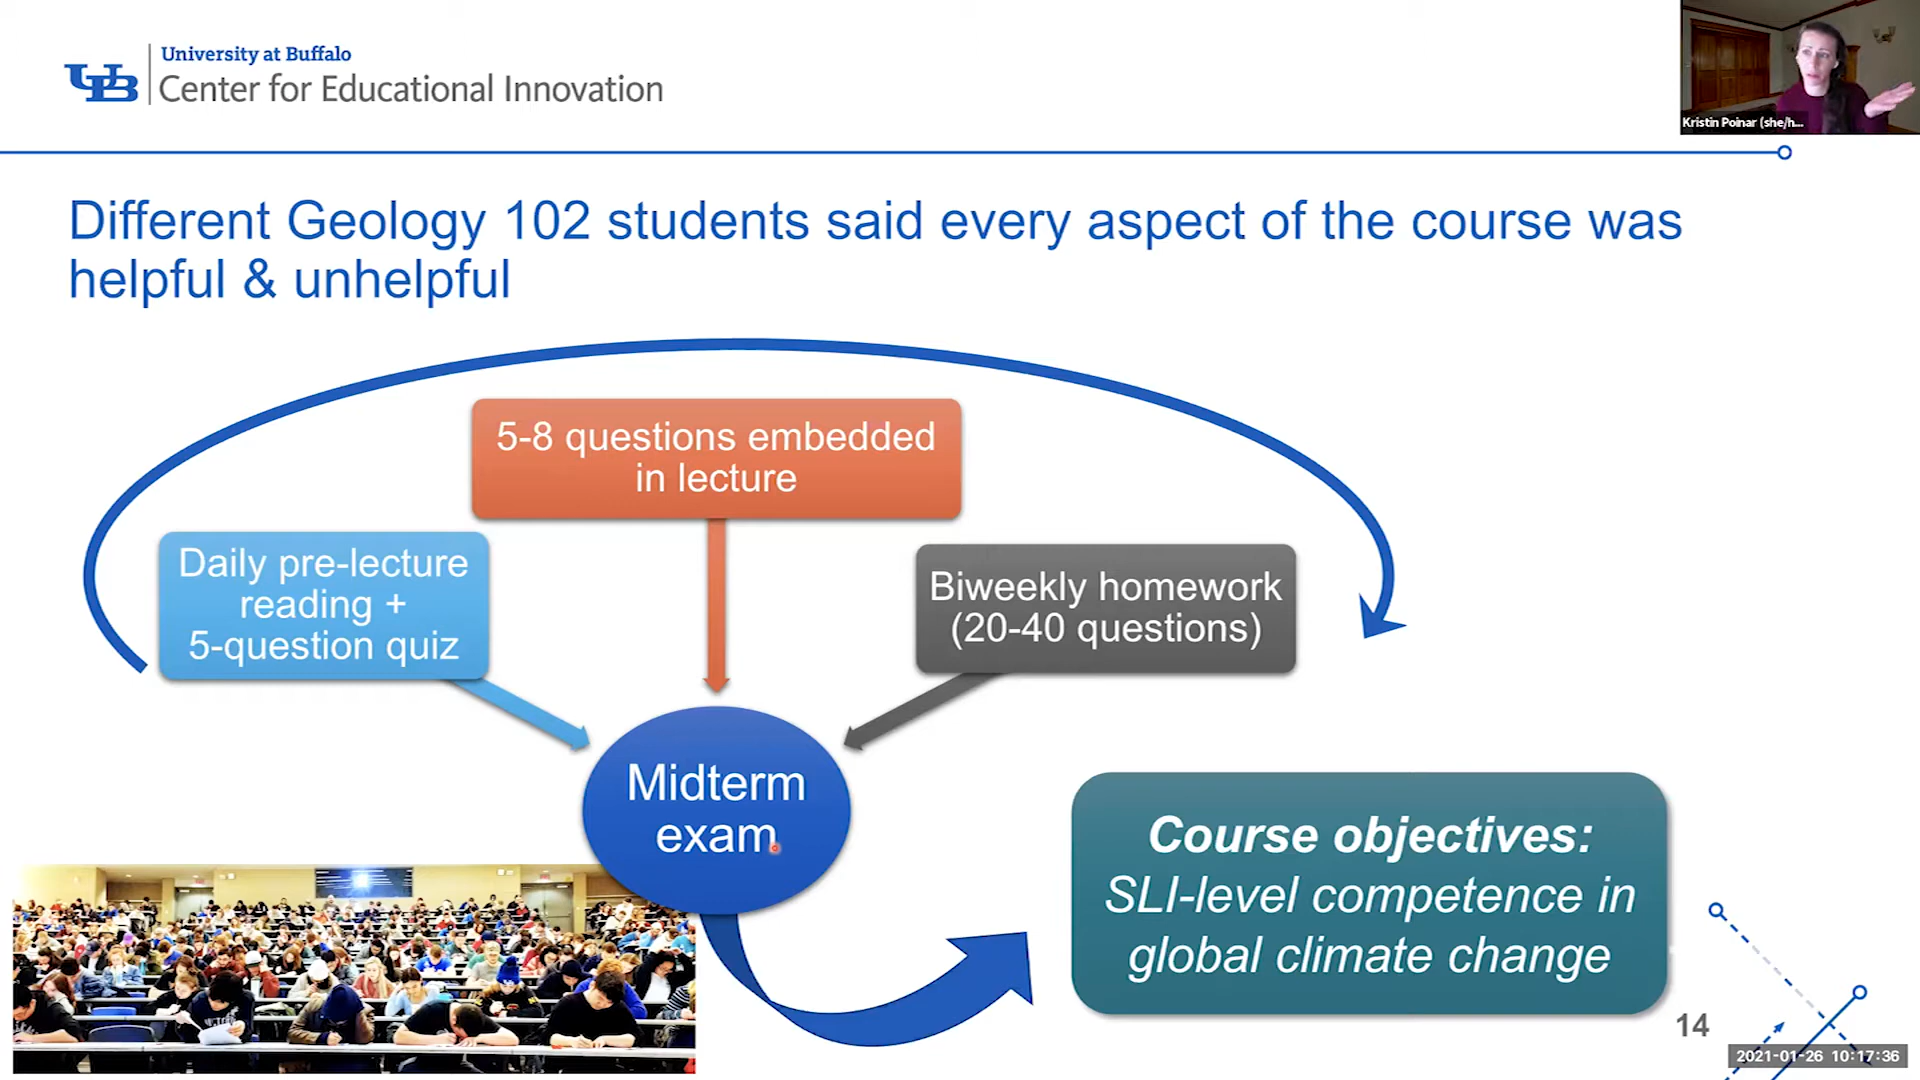 University at Buffalo
UB
Center for Educational Innovation
Kristin Poinar (she/h...
Different Geology 102 students said every aspect of the course was
helpful & unhelpful
5-8 questions embedded
in lecture
Daily pre-lecture
reading +
5-question quiz
Biweekly homework
(20-40 questions)
Midterm
exam
Course objectives:
SLI-level competence in
global climate change
14
2021-01-26 10:17:36